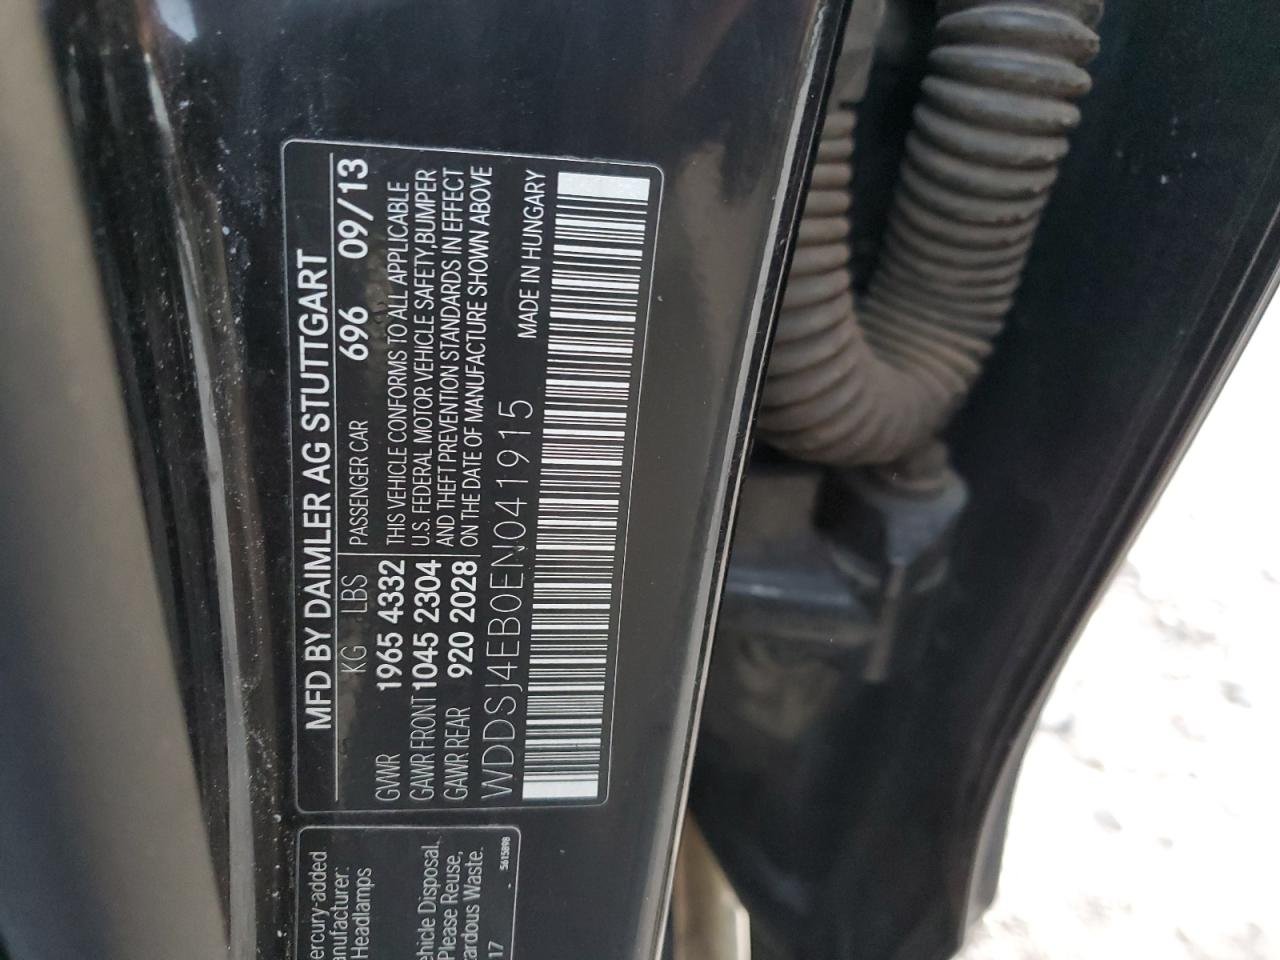 MFD BY DAIMLER AG STUTTGART
KG LBS PASSENGER CAR 696 09/13
GVWR 1965 4332 THIS VEHICLE CONFORMS TO ALL APPLICABLE
GAWR FRONT 1045 2304 U.S. FEDERAL MOTOR VEHICLE SAFETY,BUMPER
GAWR REAR 920 2028 AND THEFT PREVENTION STANDARDS IN EFFECT
ON THE DATE OF MANUFACTURE SHOWN ABOVE
WDDSJ4EB0EN041915 MADE IN HUNGARY
ercury-added
anufacturer:
Headlamps
ehicle Disposal.
Please Reuse,
zardous Waste.
17 - 5615898